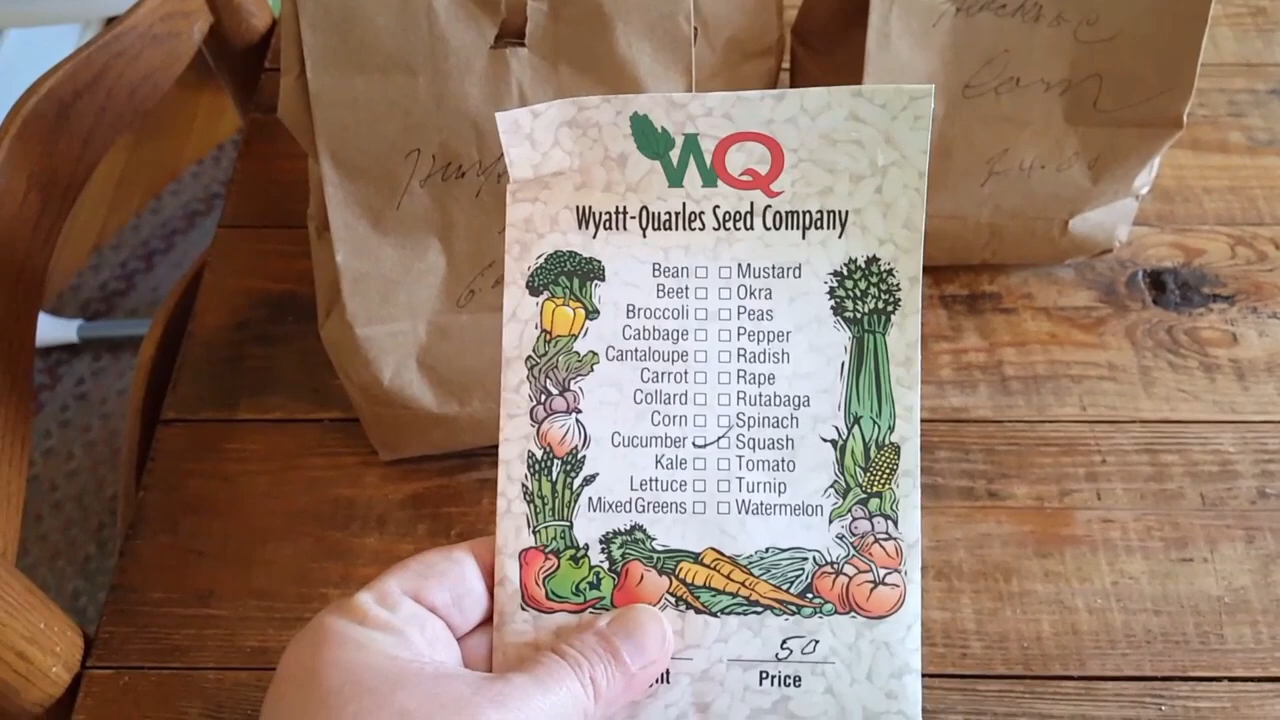 Corn
WQ
Wyatt-Quarles Seed Company
Bean □ □ Mustard
Beet □ □ Okra
Broccoli □ □ Peas
Cabbage □ □ Pepper
Cantaloupe □ □ Radish
Carrot □ □ Rape
Collard □ □ Rutabaga
Corn □ □ Spinach
Cucumber □ □ Squash
Kale □ □ Tomato
Lettuce □ □ Turnip
Mixed Greens □ □ Watermelon
50
Price